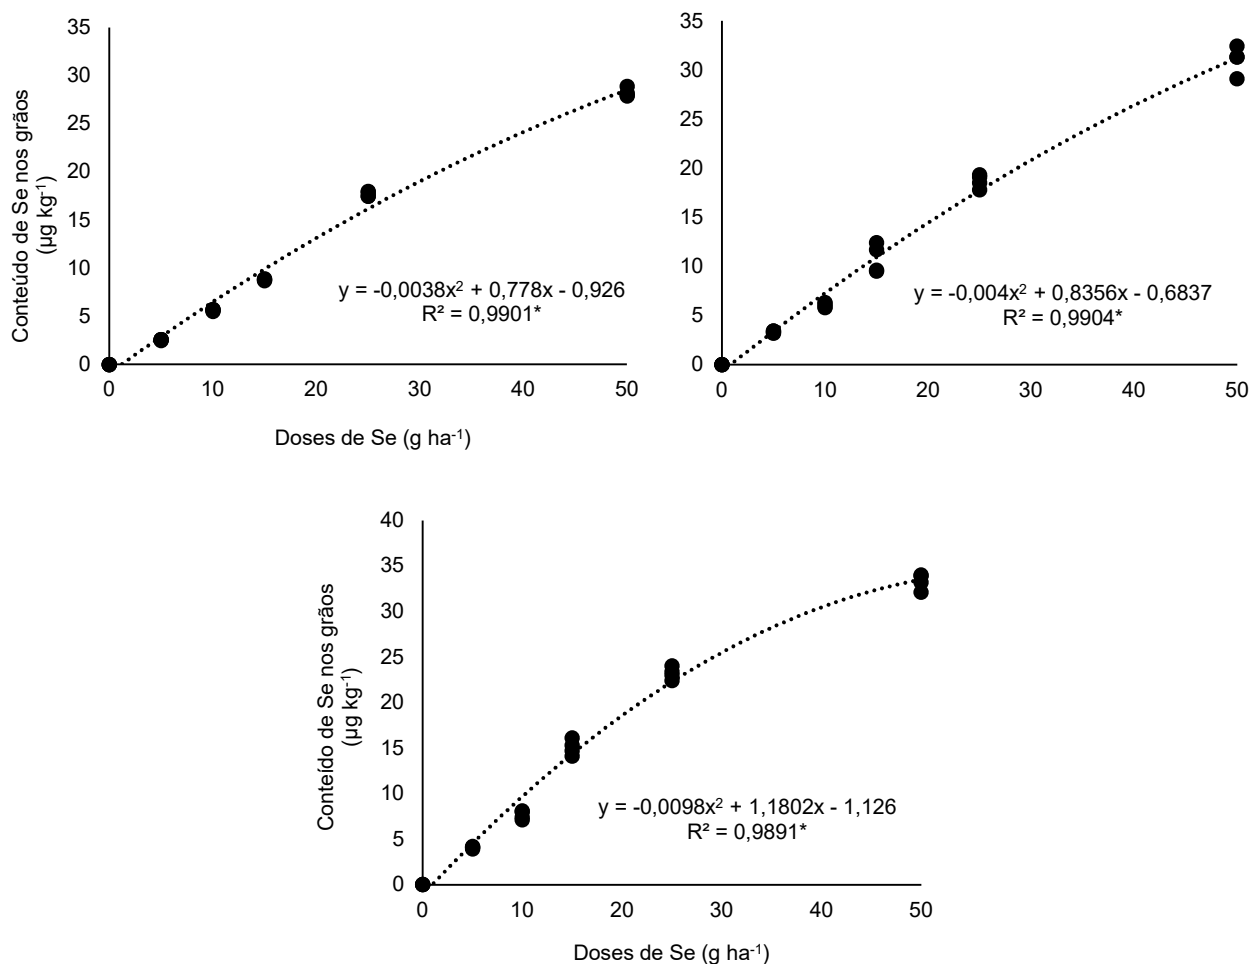 35
30
25
20
15
10
5
0
Conteúdo de Se nos grãos
(µg kg⁻¹)
y = -0,0038x² + 0,778x - 0,926
R² = 0,9901*
0 10 20 30 40 50
Doses de Se (g ha⁻¹)
35
30
25
20
15
10
5
0
y = -0,004x² + 0,8356x - 0,6837
R² = 0,9904*
0 10 20 30 40 50
40
35
30
25
20
15
10
5
0
Conteído de Se nos grãos
(µg kg⁻¹)
y = -0,0098x² + 1,1802x - 1,126
R² = 0,9891*
0 10 20 30 40 50
Doses de Se (g ha⁻¹)